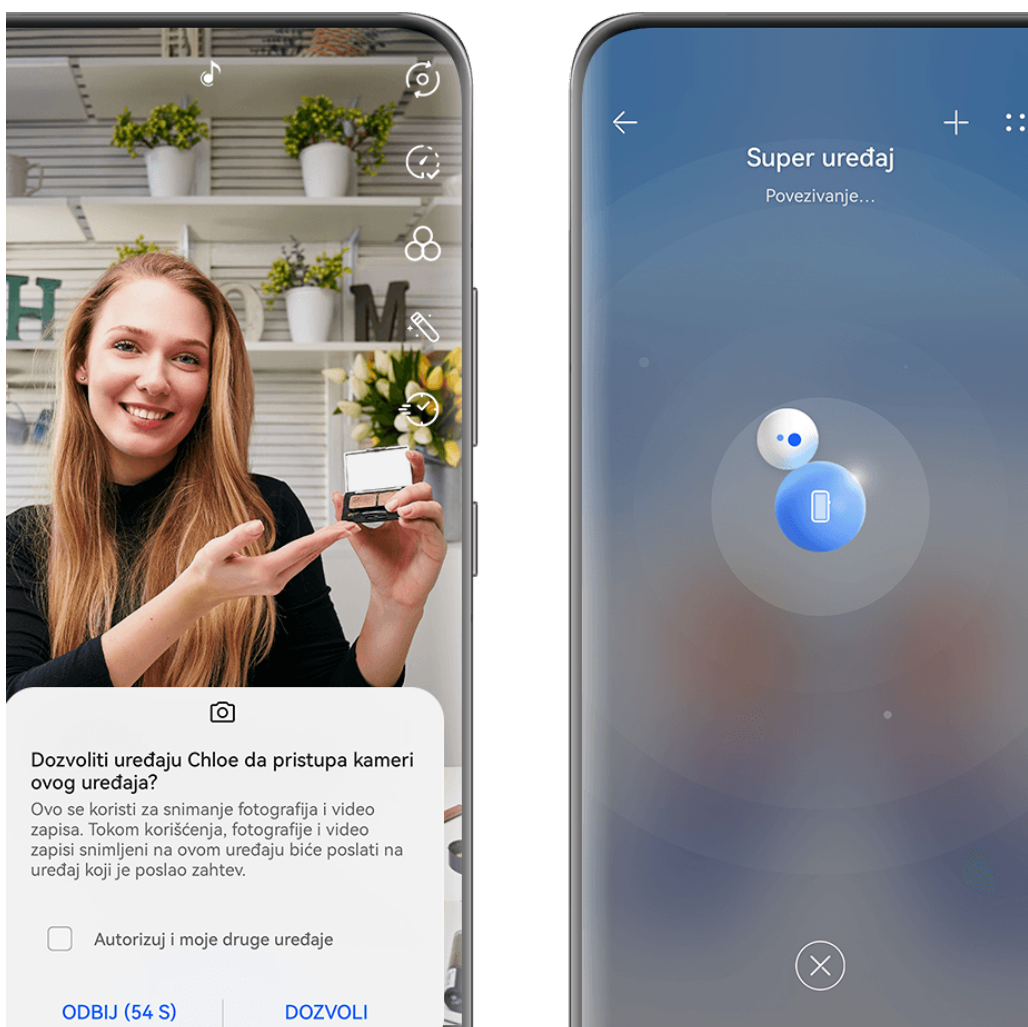 H O M
Dozvoliti uređaju Chloe da pristupa kameri
ovog uređaja?
Ovo se koristi za snimanje fotografija i video
zapisa. Tokom korišćenja, fotografije i video
zapisi snimljeni na ovom uređaju biće poslati na
uređaj koji je poslao zahtev.
Autorizuj i moje druge uređaje
ODBIJ (54 S)
DOZVOLI
Super uređaj
Povezivanje...